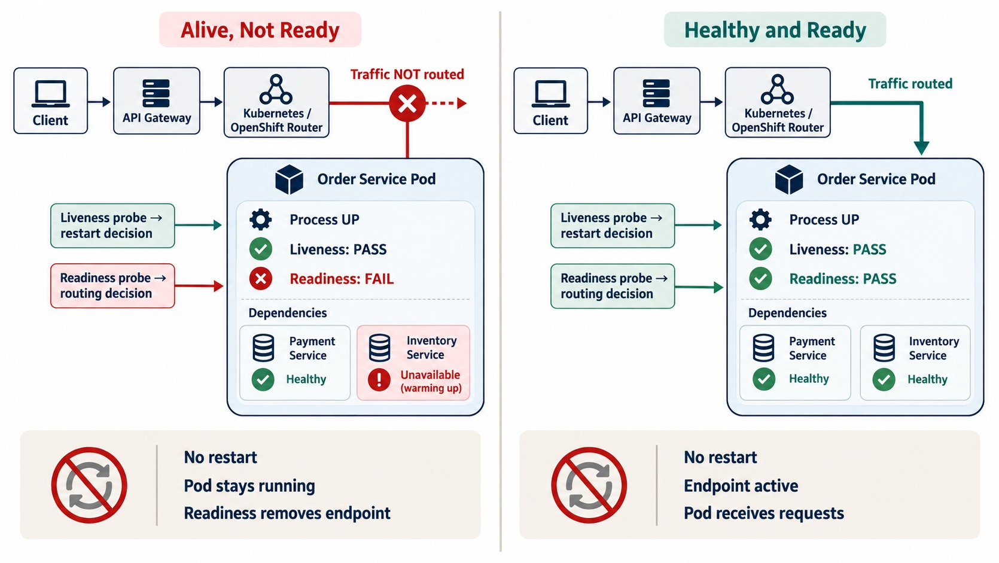 Alive, Not Ready
Client
API Gateway
Kubernetes /
OpenShift Router
Traffic NOT routed
Order Service Pod
Liveness probe →
restart decision
Readiness probe →
routing decision
Process UP
Liveness: PASS
Readiness: FAIL
Dependencies
Payment
Service
Healthy
Inventory
Service
Unavailable
(warming up)
No restart
Pod stays running
Readiness removes endpoint
Healthy and Ready
Client
API Gateway
Kubernetes /
OpenShift Router
Traffic routed
Order Service Pod
Liveness probe →
restart decision
Readiness probe →
routing decision
Process UP
Liveness: PASS
Readiness: PASS
Dependencies
Payment
Service
Healthy
Inventory
Service
Healthy
No restart
Endpoint active
Pod receives requests